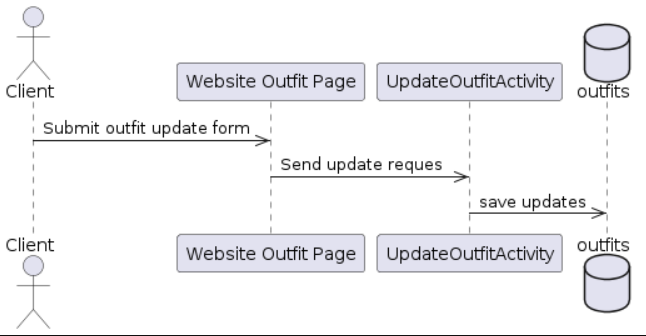 Client
Website Outfit Page
UpdateOutfitActivity
outfits
Submit outfit update form
Send update reques
save updates
Client
Website Outfit Page
UpdateOutfitActivity
outfits